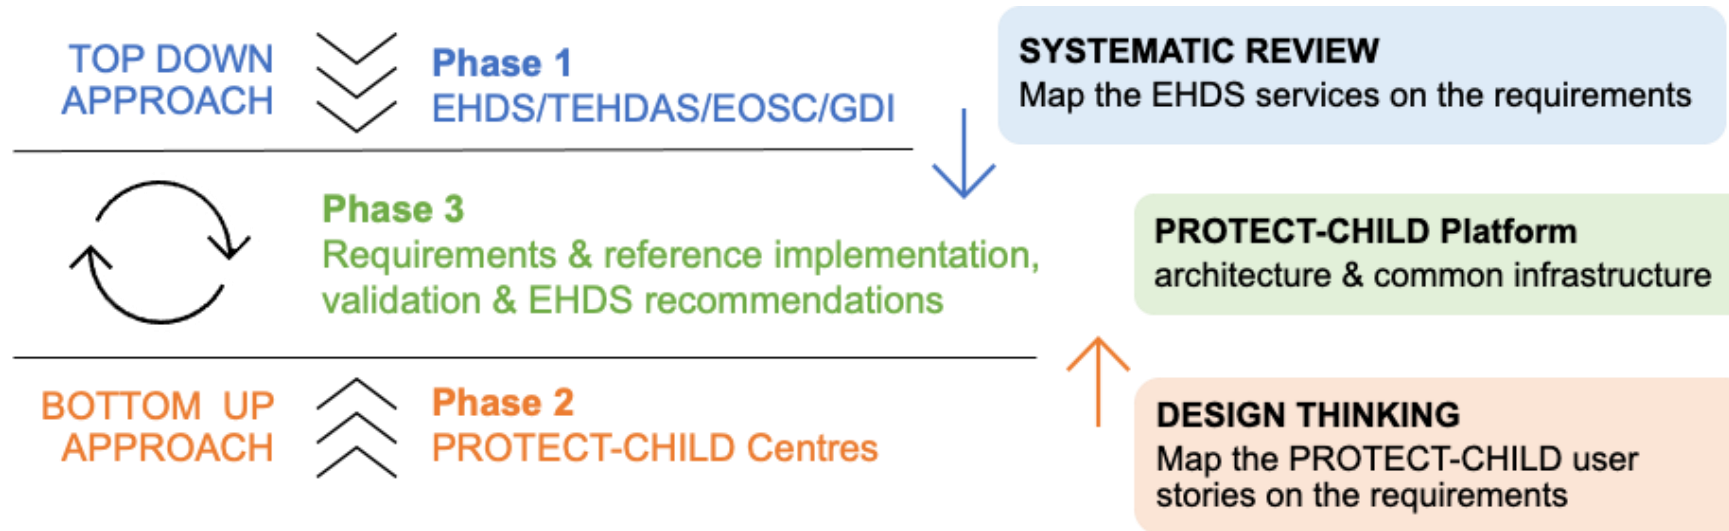 TOP DOWN
APPROACH
Phase 1
EHDS/TEHDAS/EOSC/GDI
SYSTEMATIC REVIEW
Map the EHDS services on the requirements
Phase 3
Requirements & reference implementation,
validation & EHDS recommendations
PROTECT-CHILD Platform
architecture & common infrastructure
BOTTOM UP
APPROACH
Phase 2
PROTECT-CHILD Centres
DESIGN THINKING
Map the PROTECT-CHILD user
stories on the requirements